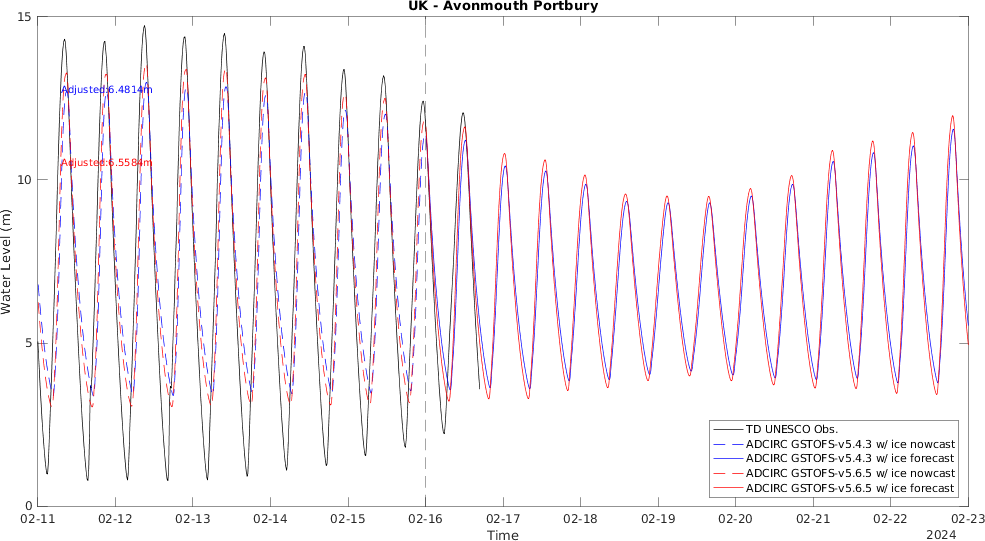 UK - Avonmouth Portbury
15
10
5
0
Water Level (m)
Adjusted:6.4814m
Adjusted:6.5584m
TD UNESCO Obs.
ADCIRC GSTOFS-v5.4.3 w/ ice nowcast
ADCIRC GSTOFS-v5.4.3 w/ ice forecast
ADCIRC GSTOFS-v5.6.5 w/ ice nowcast
ADCIRC GSTOFS-v5.6.5 w/ ice forecast
02-11 02-12 02-13 02-14 02-15 02-16 02-17 02-18 02-19 02-20 02-21 02-22 02-23
Time
2024